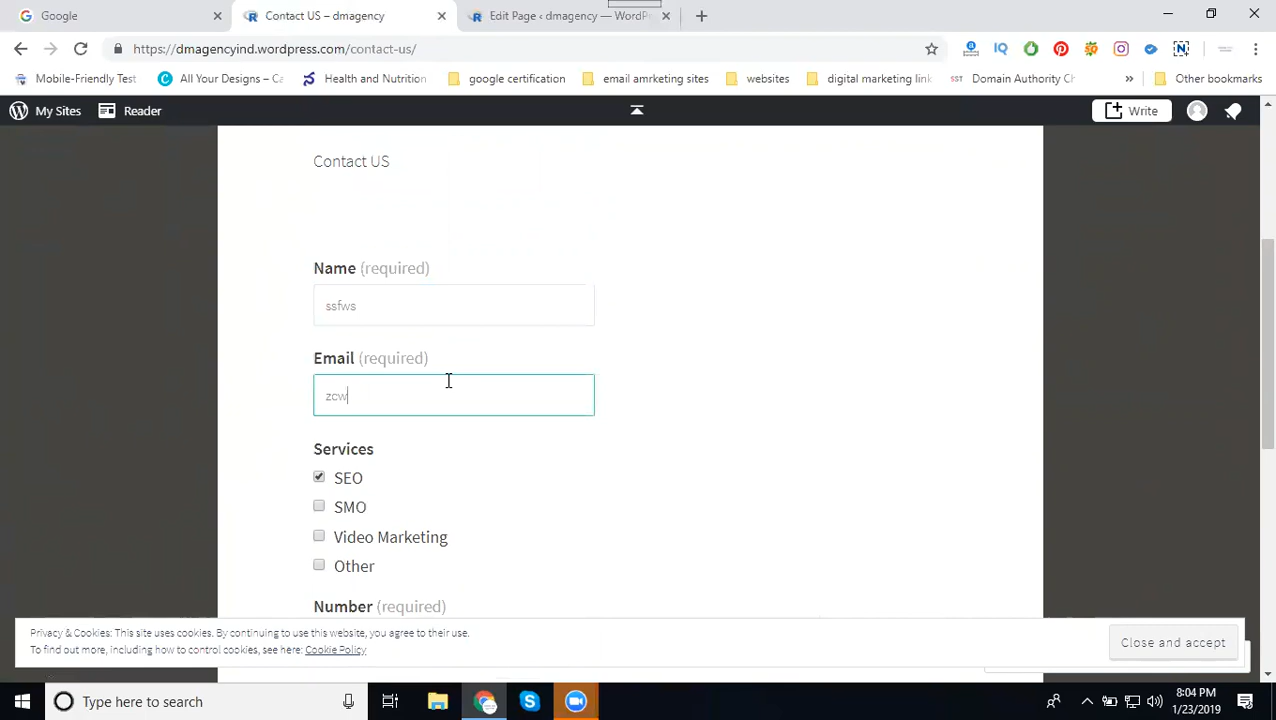 Google
Contact US – dmagency
Edit Page ‹ dmagency — WordPr
https://dmagencyind.wordpress.com/contact-us/
Mobile-Friendly Test
All Your Designs – Ca
Health and Nutrition
google certification
email amrketing sites
websites
digital marketing link
SST
Domain Authority Ch
»
Other bookmarks
My Sites
Reader
Write
Contact US
Name (required)
ssfws
Email (required)
zcw
Services
SEO
SMO
Video Marketing
Other
Number (required)
Privacy & Cookies: This site uses cookies. By continuing to use this website, you agree to their use.
To find out more, including how to control cookies, see here: Cookie Policy
Close and accept
Type here to search
8:04 PM
1/23/2019